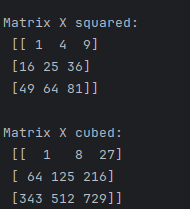 Matrix X squared:
[[ 1  4  9]
[16 25 36]
[49 64 81]]
Matrix X cubed:
[[  1   8  27]
[ 64 125 216]
[343 512 729]]